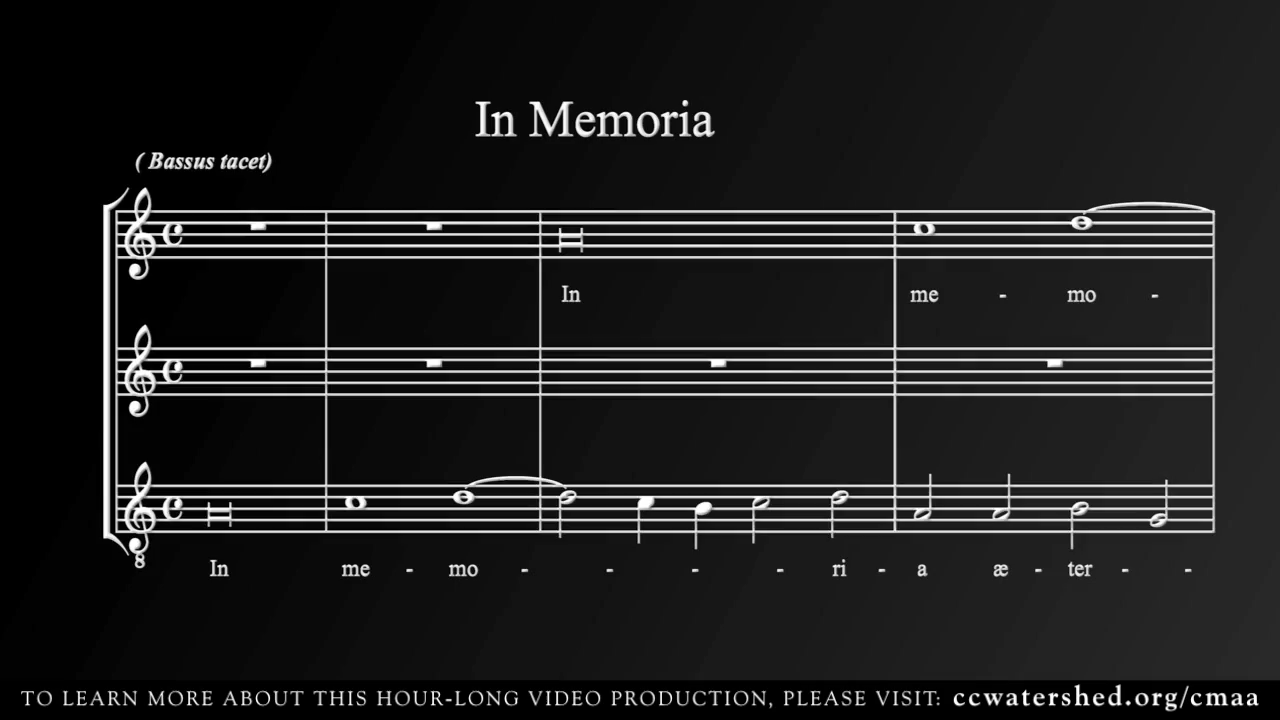 In Memoria
( Bassus tacet)
In me - mo -
8
In me - mo - - - - ri - a æ - ter - -
TO LEARN MORE ABOUT THIS HOUR-LONG VIDEO PRODUCTION, PLEASE VISIT: ccwatershed.org/cmaa